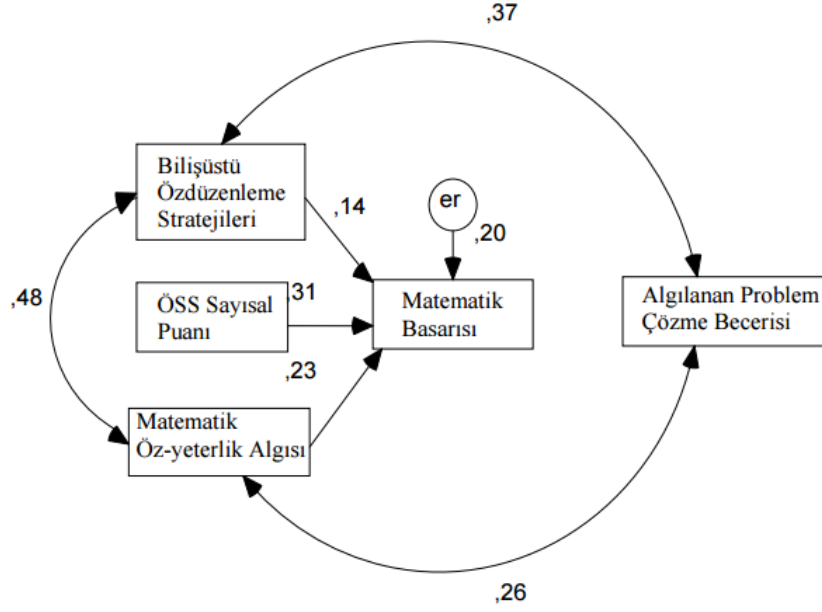 ,37
Bilişüstü
Özdüzenleme
Stratejileri
,14
er
,20
,48
ÖSS Sayısal
Puanı
,31
Matematik
Basarısı
Algılanan Problem
Çözme Becerisi
,23
Matematik
Öz-yeterlik Algısı
,26